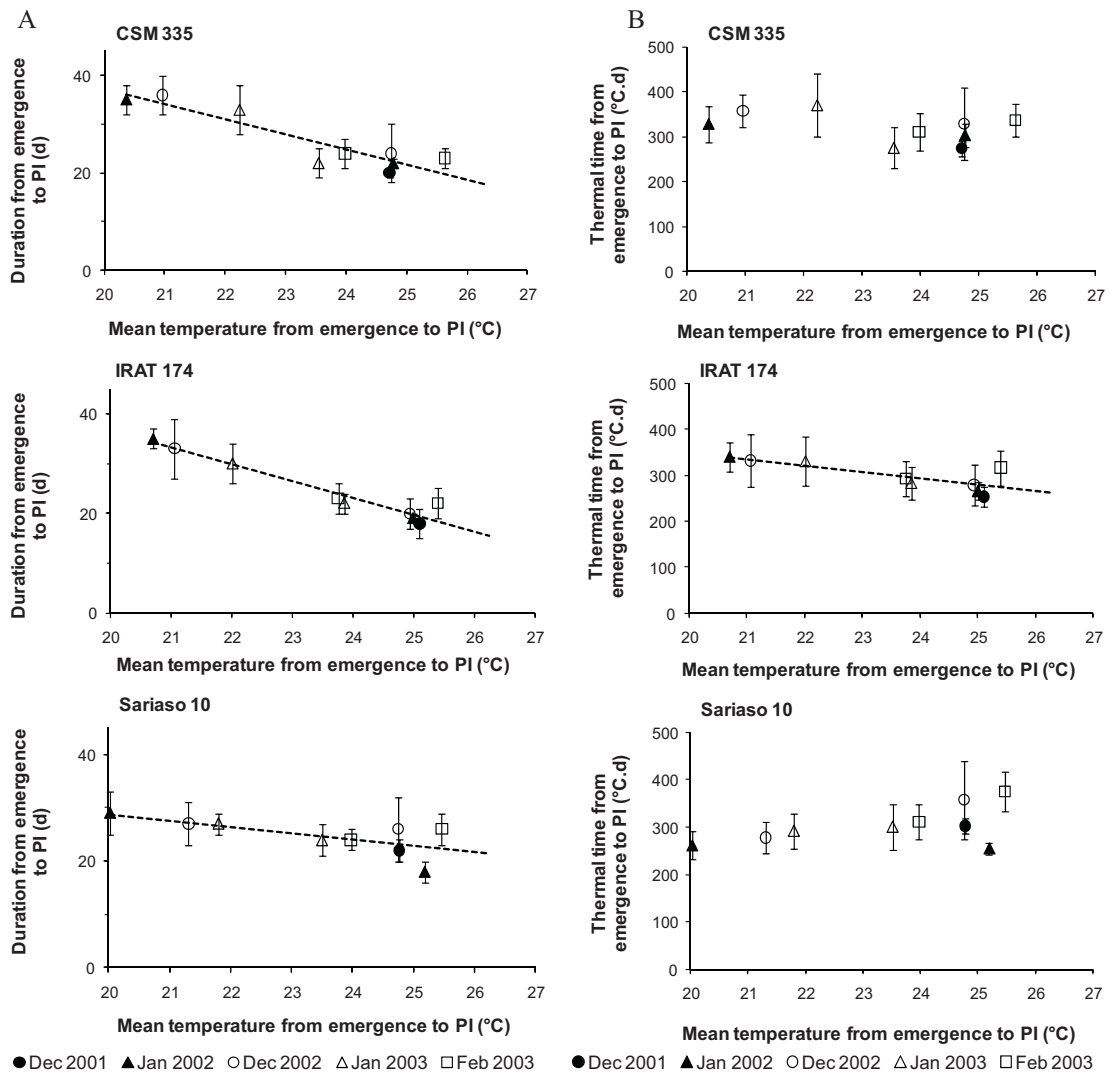 A
CSM 335
Duration from emergence
to PI (d)
40
20
0
20 21 22 23 24 25 26 27
Mean temperature from emergence to PI (°C)
IRAT 174
Duration from emergence
to PI (d)
40
20
0
20 21 22 23 24 25 26 27
Mean temperature from emergence to PI (°C)
Sariaso 10
Duration from emergence
to PI (d)
40
20
0
20 21 22 23 24 25 26 27
Mean temperature from emergence to PI (°C)
Dec 2001 Jan 2002 Dec 2002 Jan 2003 Feb 2003
B
CSM 335
Thermal time from
emergence to PI (°C.d)
500
400
300
200
100
0
20 21 22 23 24 25 26 27
Mean temperature from emergence to PI (°C)
IRAT 174
Thermal time from
emergence to PI (°C.d)
500
400
300
200
100
0
20 21 22 23 24 25 26 27
Mean temperature from emergence to PI (°C)
Sariaso 10
Thermal time from
emergence to PI (°C.d)
500
400
300
200
100
0
20 21 22 23 24 25 26 27
Mean temperature from emergence to PI (°C)
Dec 2001 Jan 2002 Dec 2002 Jan 2003 Feb 2003